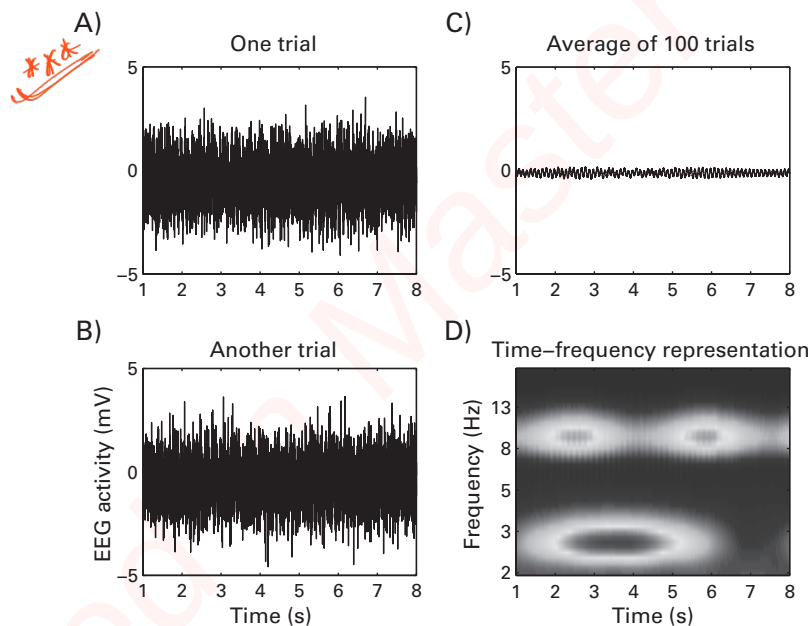 A)
One trial
5
0
−5
1 2 3 4 5 6 7 8
B)
Another trial
EEG activity (mV)
5
0
−5
1 2 3 4 5 6 7 8
Time (s)
C)
Average of 100 trials
5
0
−5
1 2 3 4 5 6 7 8
D)
Time–frequency representation
Frequency (Hz)
13
8
5
3
2
1 2 3 4 5 6 7 8
Time (s)
Master